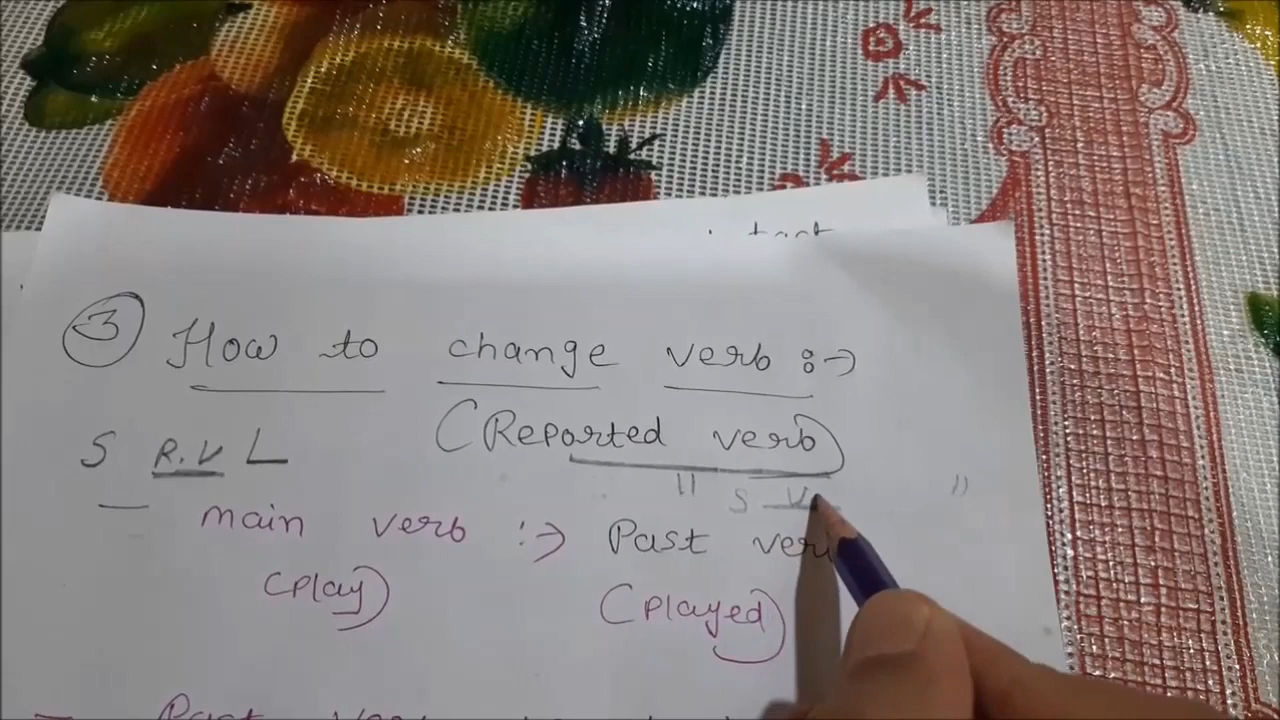 ③ How to change verb :→
(Reported verb)
S R.V L
" S V "
— main verb :→ Past verb
(Play) (Played)